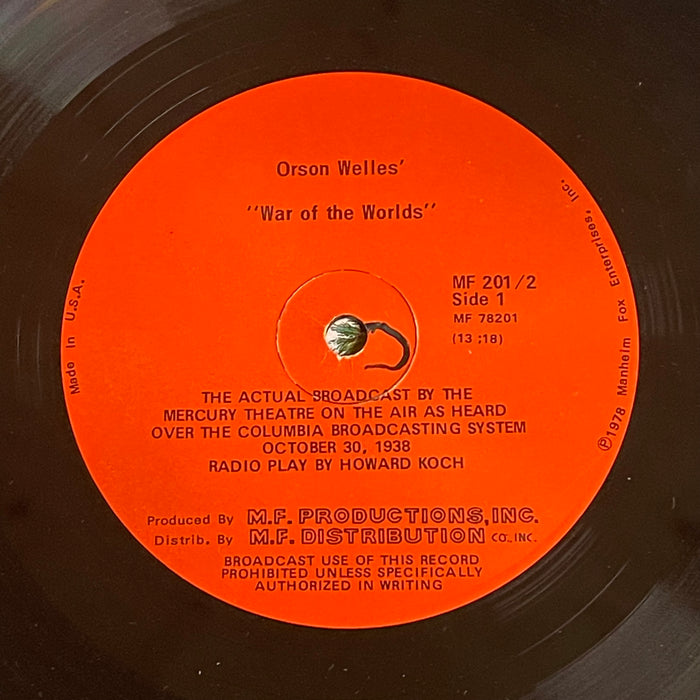 Orson Welles'
"War of the Worlds"
MF 201/2
Side 1
MF 78201
(13 ;18)
Made in U.S.A.
Ⓟ1978 Manheim Fox Enterprises, Inc.
THE ACTUAL BROADCAST BY THE
MERCURY THEATRE ON THE AIR AS HEARD
OVER THE COLUMBIA BROADCASTING SYSTEM
OCTOBER 30, 1938
RADIO PLAY BY HOWARD KOCH
Produced By M.F. PRODUCTIONS, INC.
Distrib. By M.F. DISTRIBUTION CO., INC.
BROADCAST USE OF THIS RECORD
PROHIBITED UNLESS SPECIFICALLY
AUTHORIZED IN WRITING